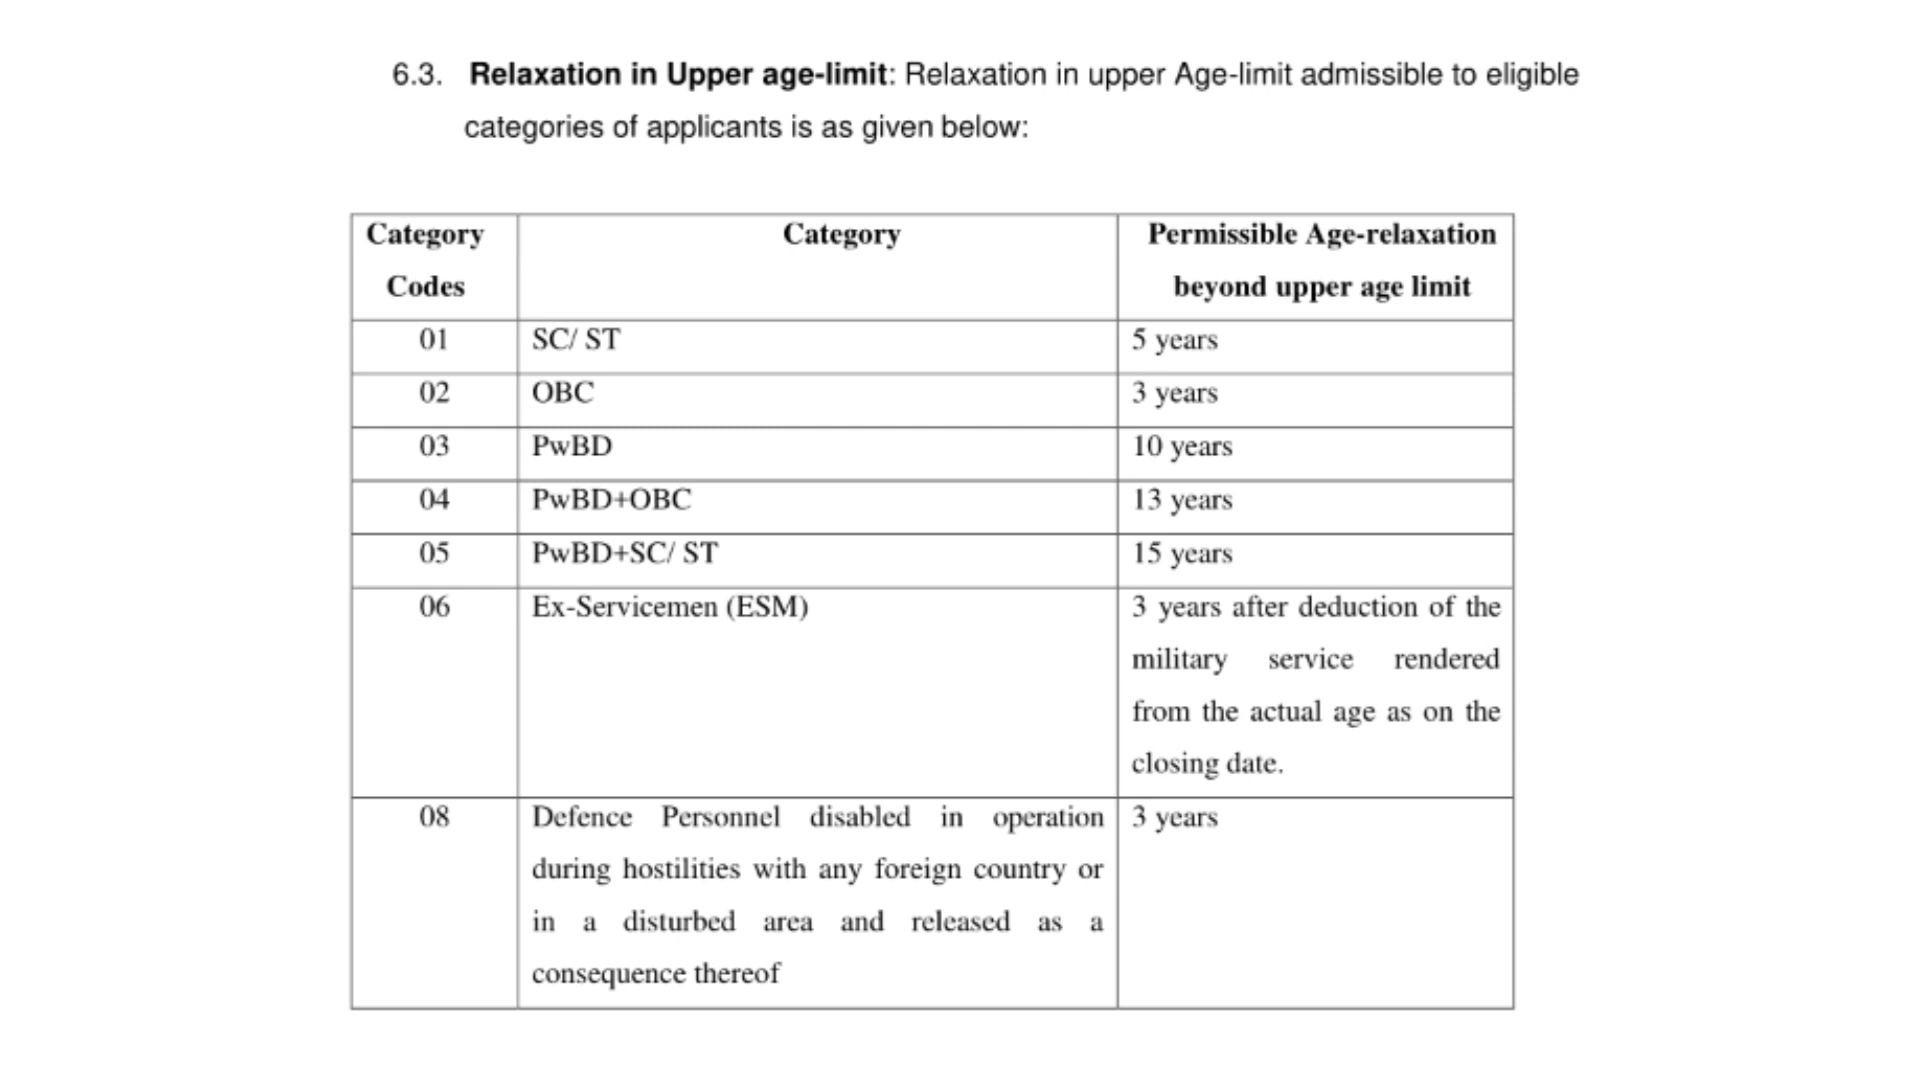 6.3. Relaxation in Upper age-limit: Relaxation in upper Age-limit admissible to eligible
categories of applicants is as given below:
Category Codes
Category
Permissible Age-relaxation
beyond upper age limit
01 SC/ ST 5 years
02 OBC 3 years
03 PwBD 10 years
04 PwBD+OBC 13 years
05 PwBD+SC/ ST 15 years
06 Ex-Servicemen (ESM) 3 years after deduction of the
military service rendered
from the actual age as on the
closing date.
08 Defence Personnel disabled in operation 3 years
during hostilities with any foreign country or
in a disturbed area and released as a
consequence thereof